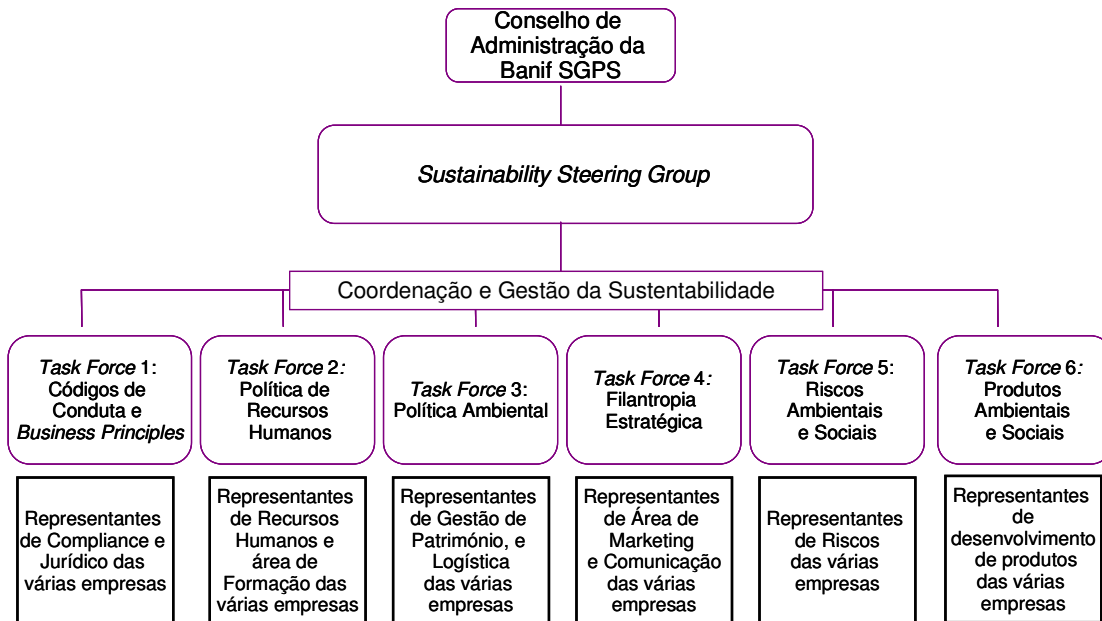 Conselho de
Administração da
Banif SGPS
Sustainability Steering Group
Coordenação e Gestão da Sustentabilidade
Task Force 1:
Códigos de
Conduta e
Business Principles
Task Force 2:
Política de
Recursos
Humanos
Task Force 3:
Política Ambiental
Task Force 4:
Filantropia
Estratégica
Task Force 5:
Riscos
Ambientais
e Sociais
Task Force 6:
Produtos
Ambientais
e Sociais
Representantes
de Compliance e
Jurídico das
várias empresas
Representantes
de Recursos
Humanos e
área de
Formação das
várias empresas
Representantes
de Gestão de
Património, e
Logística
das várias
empresas
Representantes
de Área de
Marketing
e Comunicação
das várias
empresas
Representantes
de Riscos
das várias
empresas
Representantes
de
desenvolvimento
de produtos
das várias
empresas